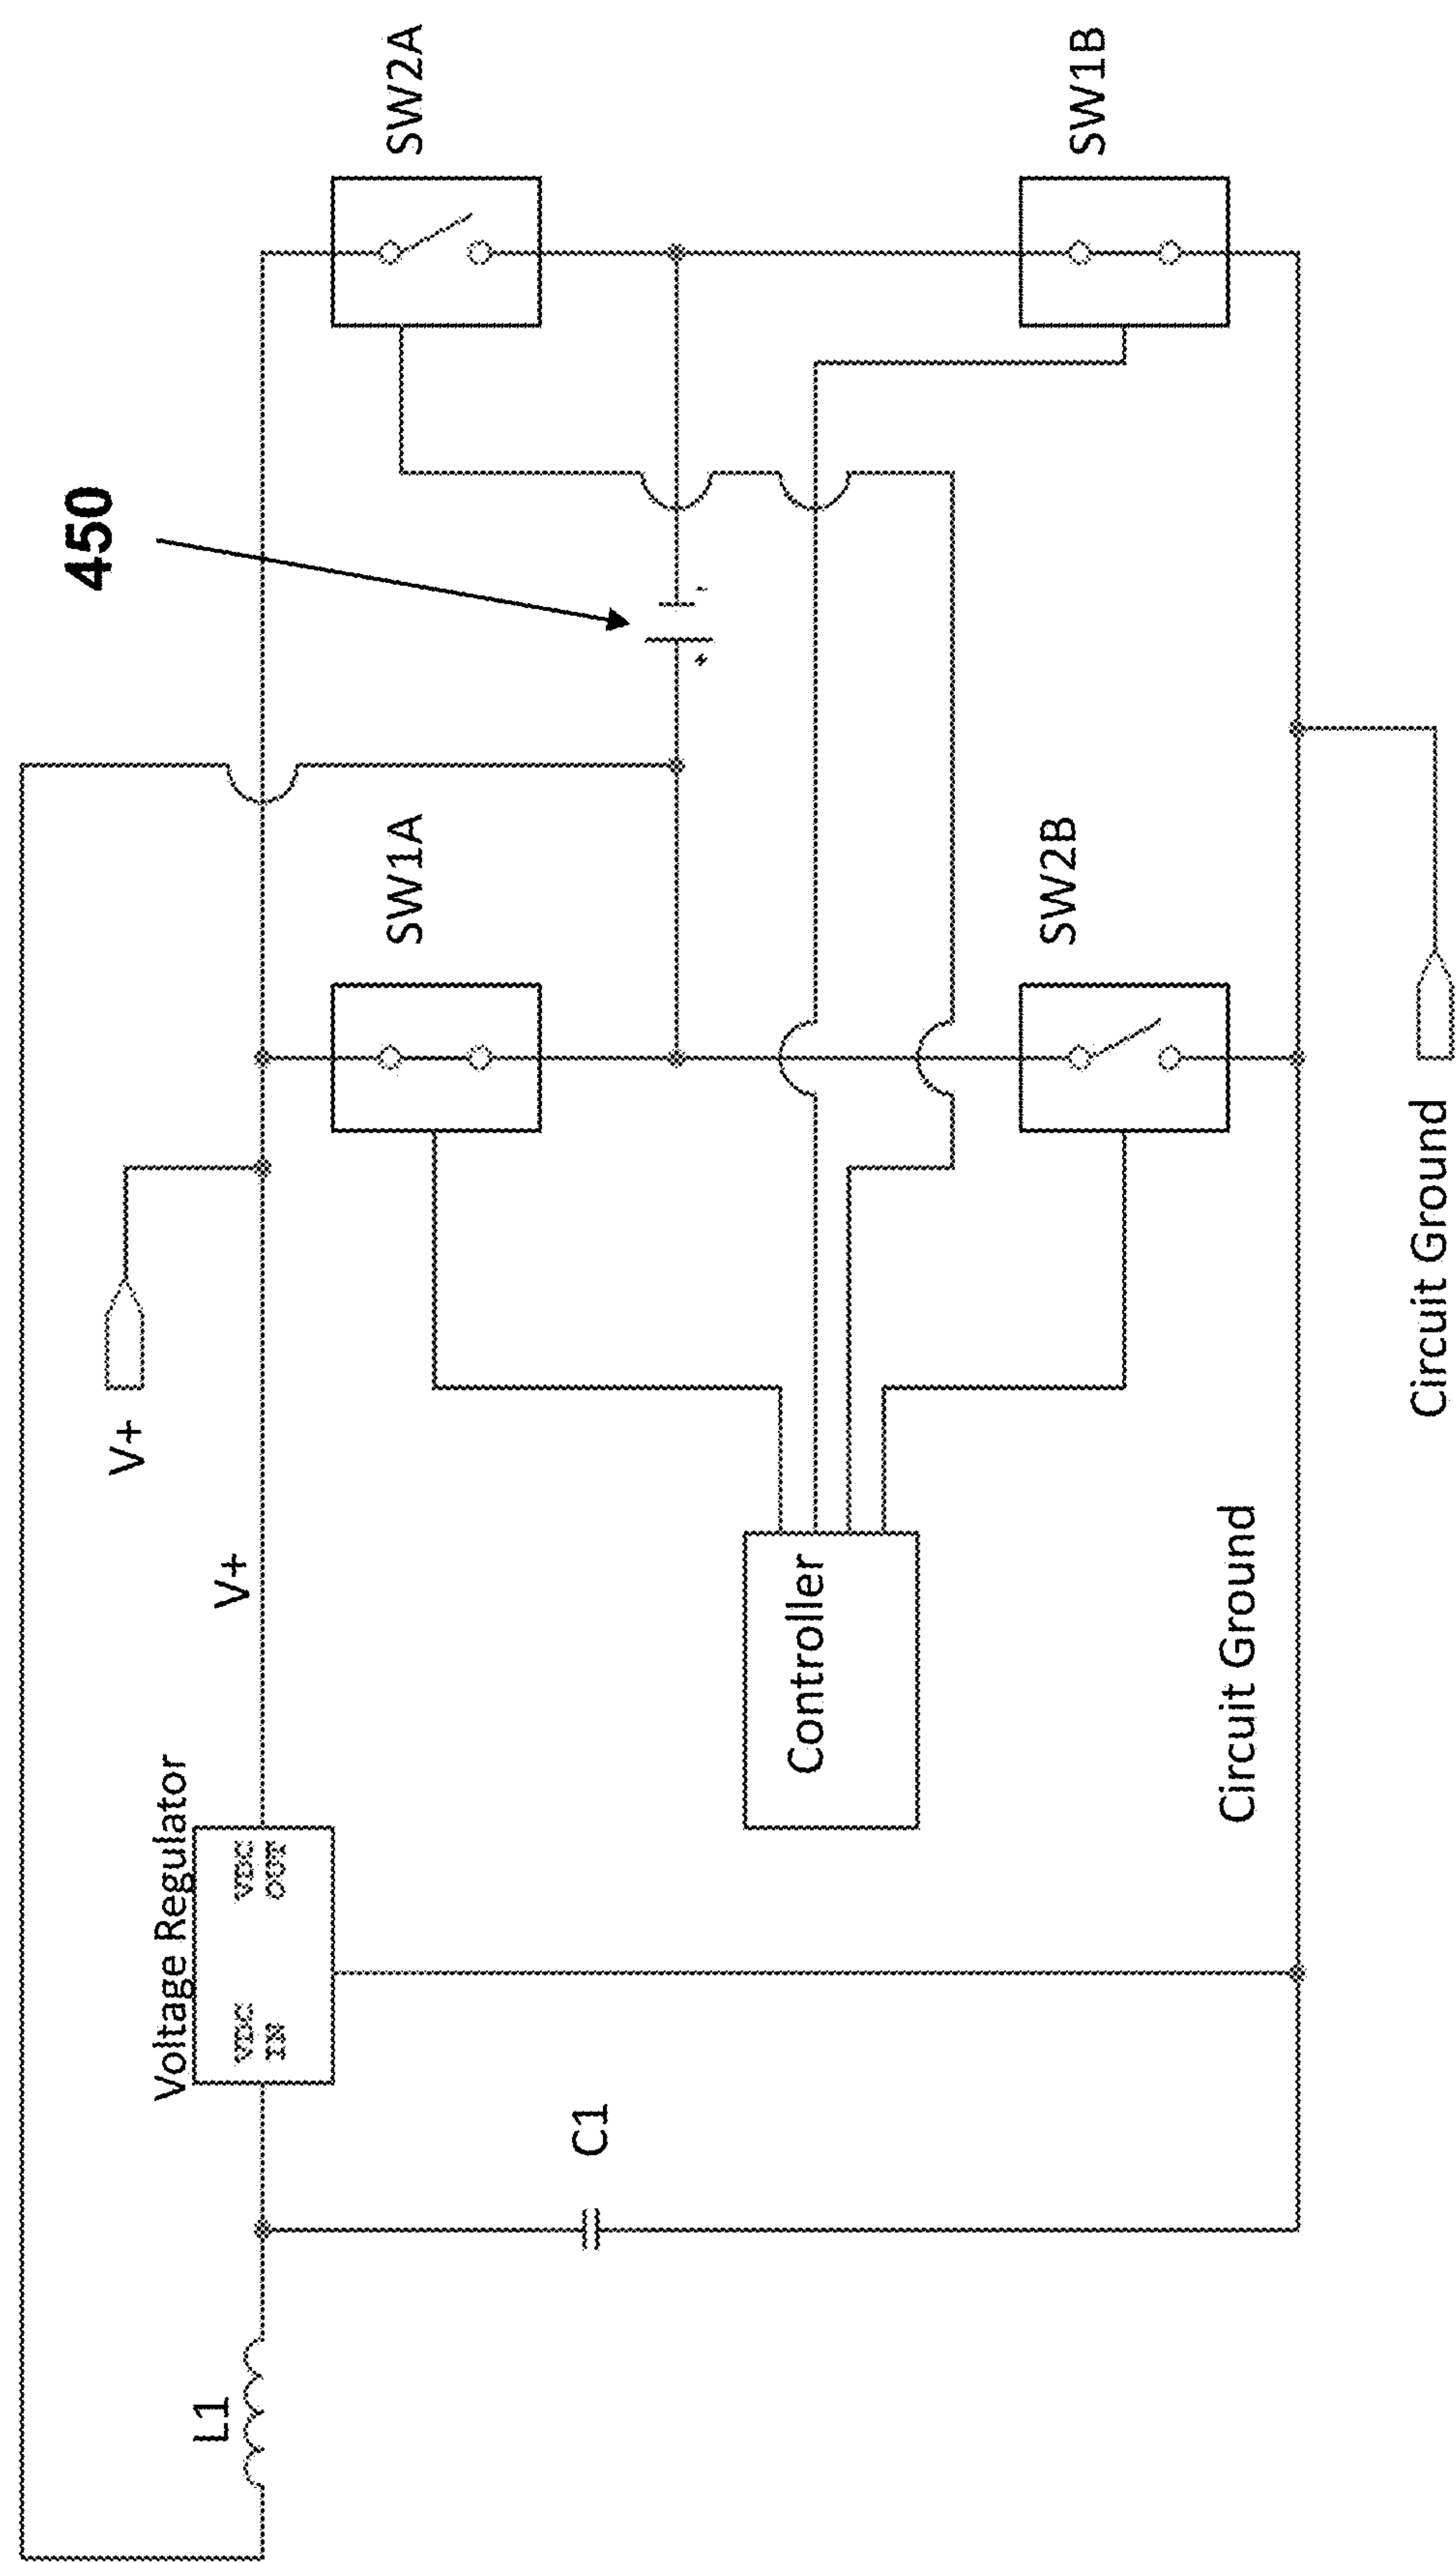 450
V+
V+
SW1A
SW2A
Voltage Regulator
VDC
IN
VDC
OUT
L1
C1
+
-
Controller
SW2B
SW1B
Circuit Ground
Circuit Ground